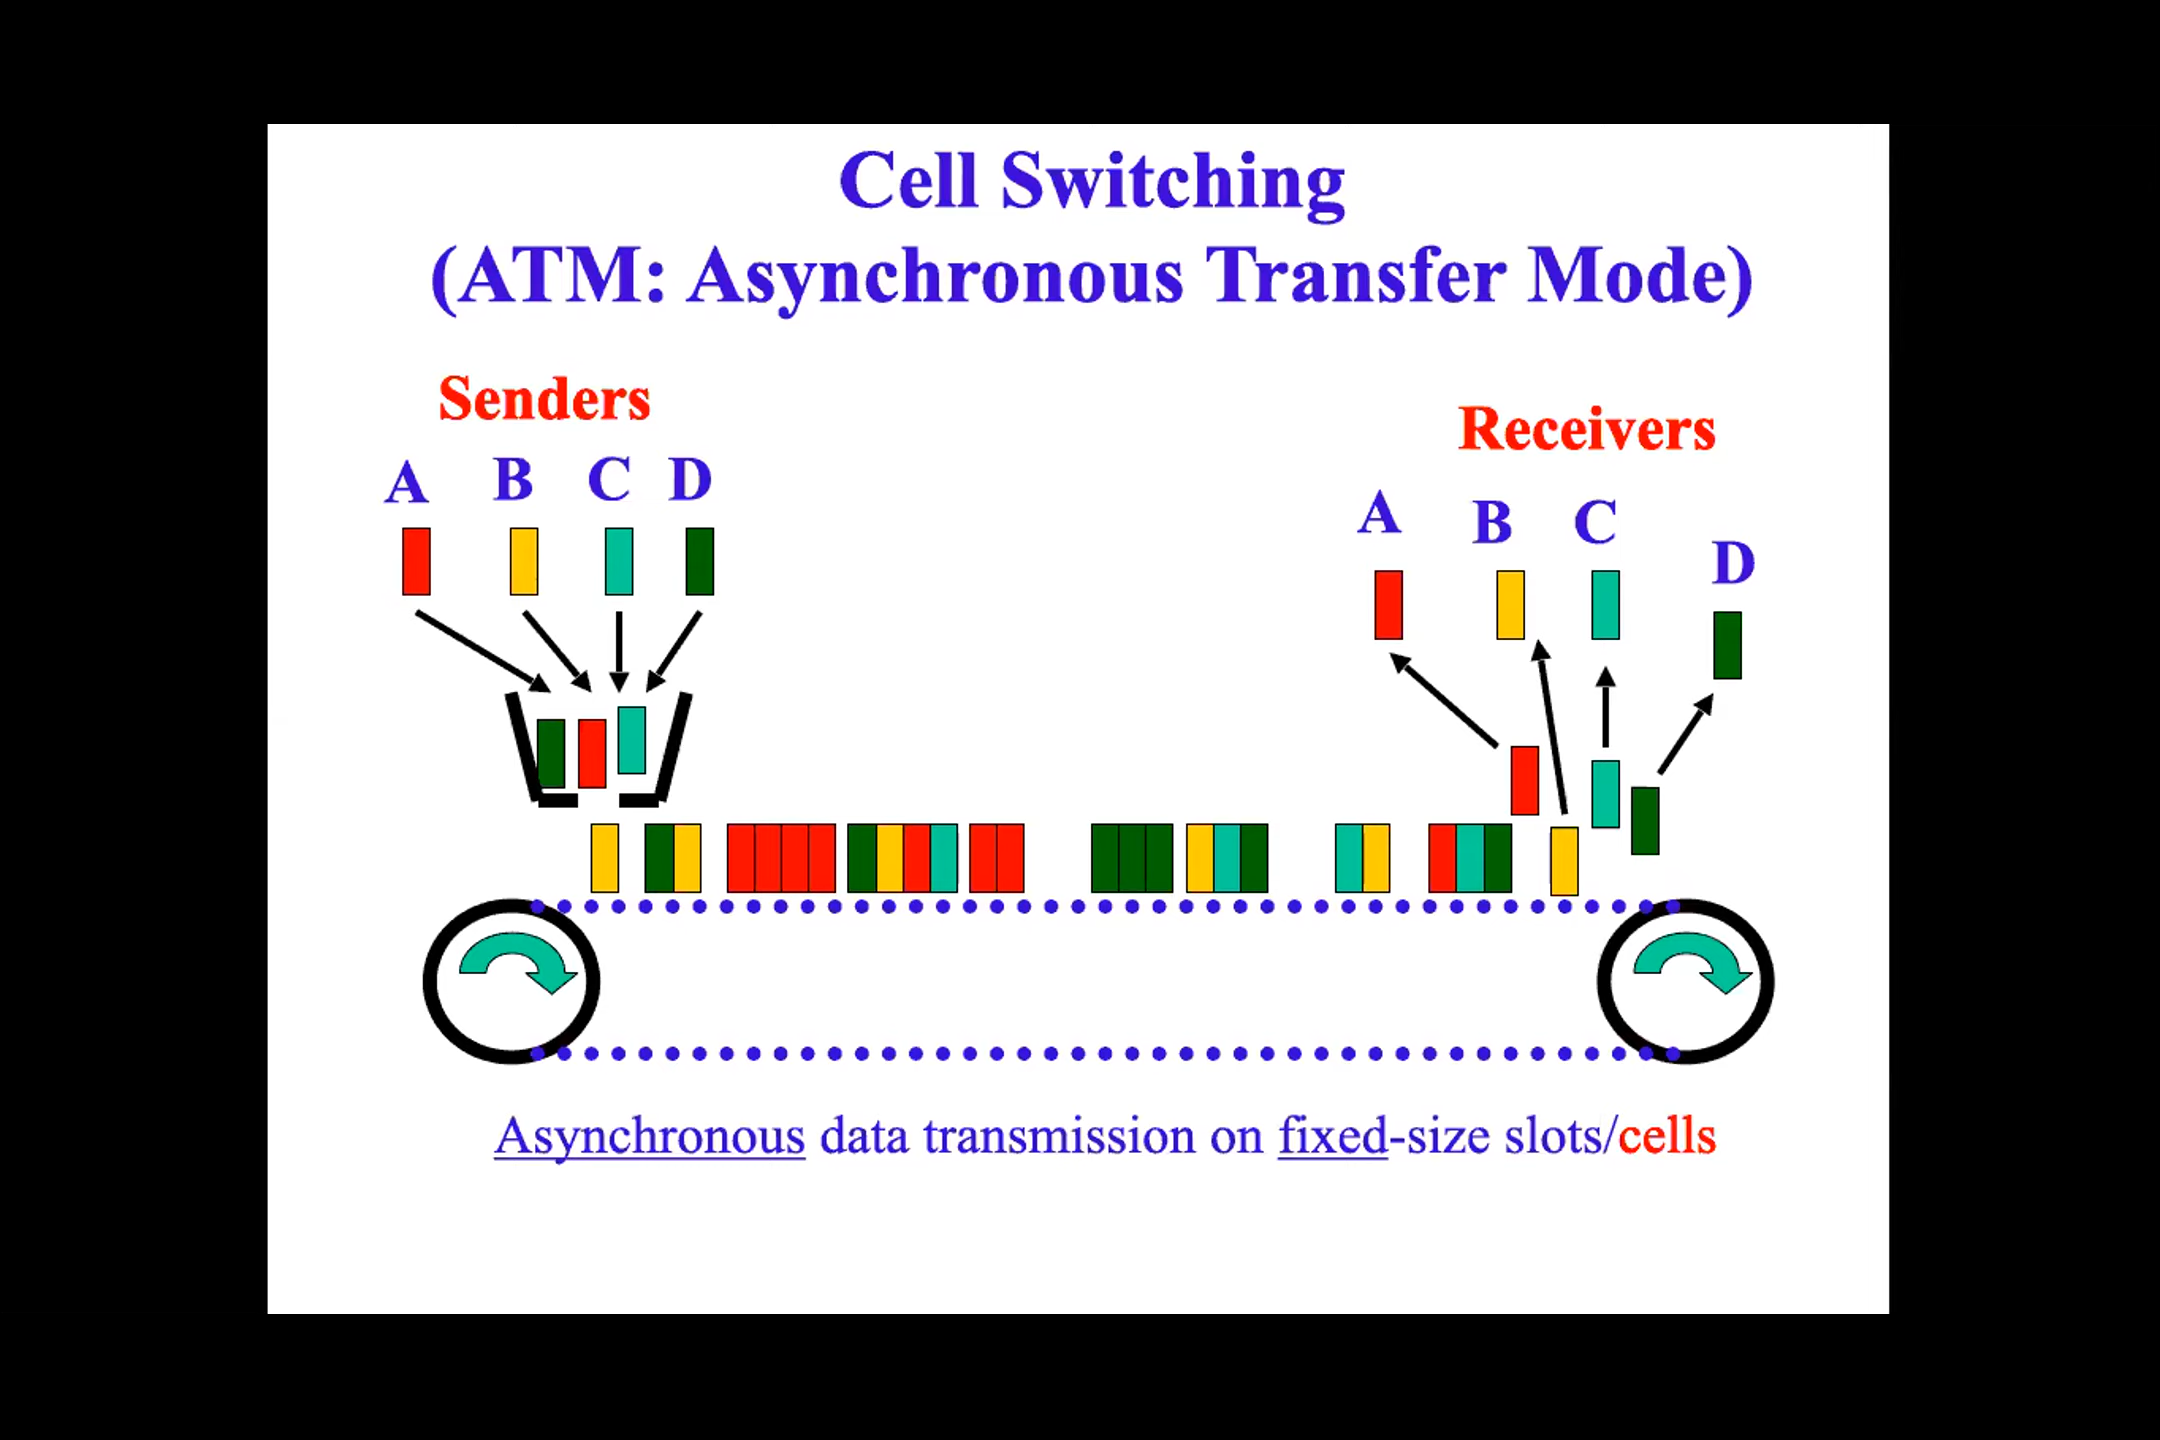 Cell Switching
(ATM: Asynchronous Transfer Mode)
Senders
A B C D
Receivers
A B C D
Asynchronous data transmission on fixed-size slots/cells